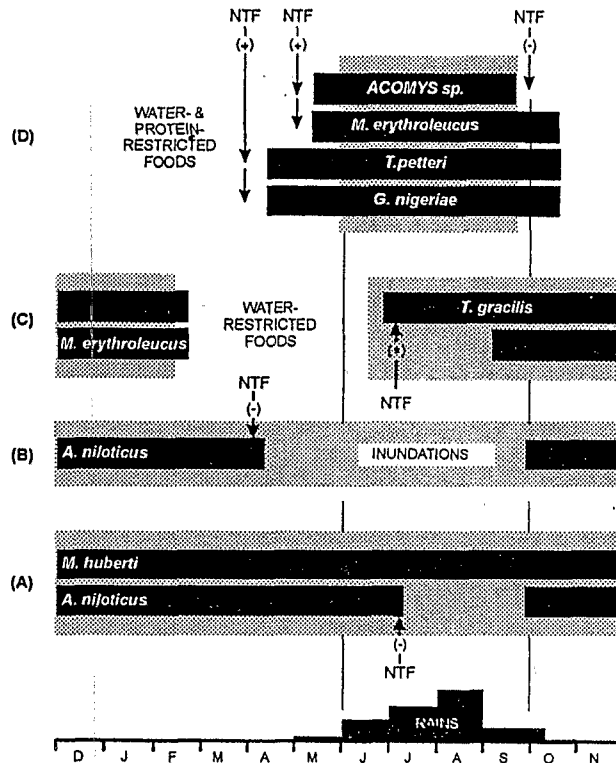 NTF NTF NTF
(+) (+) (-)
ACOMYS sp.
M. erythroleucus
T.petteri
G. nigeriae
(D)
WATER- &
PROTEIN-
RESTRICTED
FOODS
(C)
M. erythroleucus
WATER-
RESTRICTED
FOODS
T. gracilis
(+)
NTF
NTF
(-)
(B)
A. niloticus
INUNDATIONS
(A)
M. huberti
A. niloticus
(-)
NTF
RAINS
D J F M A M J J A S O N